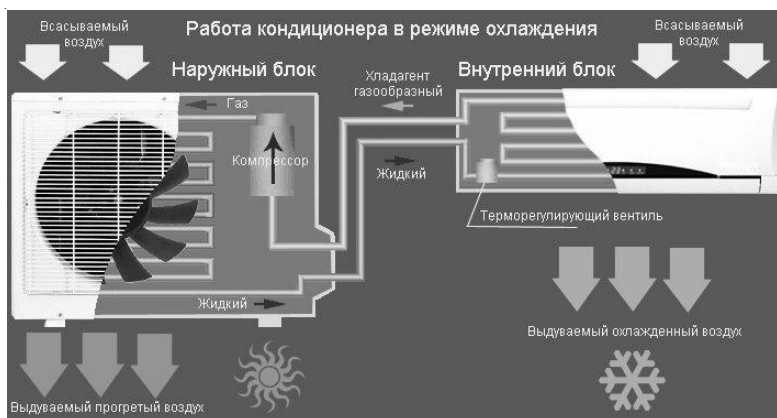 Работа кондиционера в режиме охлаждения
Всасываемый
воздух
Всасываемый
воздух
Наружный блок
Хладагент
газообразный
Внутренний блок
Газ
Компрессор
Жидкий
Терморегулирующий вентиль
Жидкий
Выдуваемый охлажденный воздух
Выдуваемый прогретый воздух